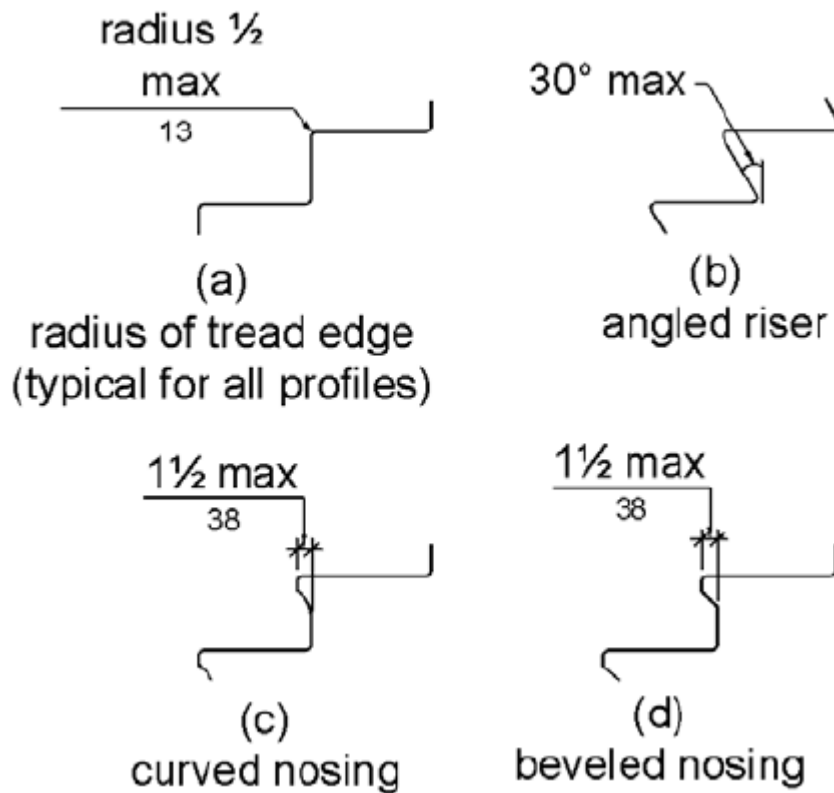 radius ½
max
13
30° max
(a)
radius of tread edge
(typical for all profiles)
(b)
angled riser
1½ max
38
1½ max
38
(c)
curved nosing
(d)
beveled nosing